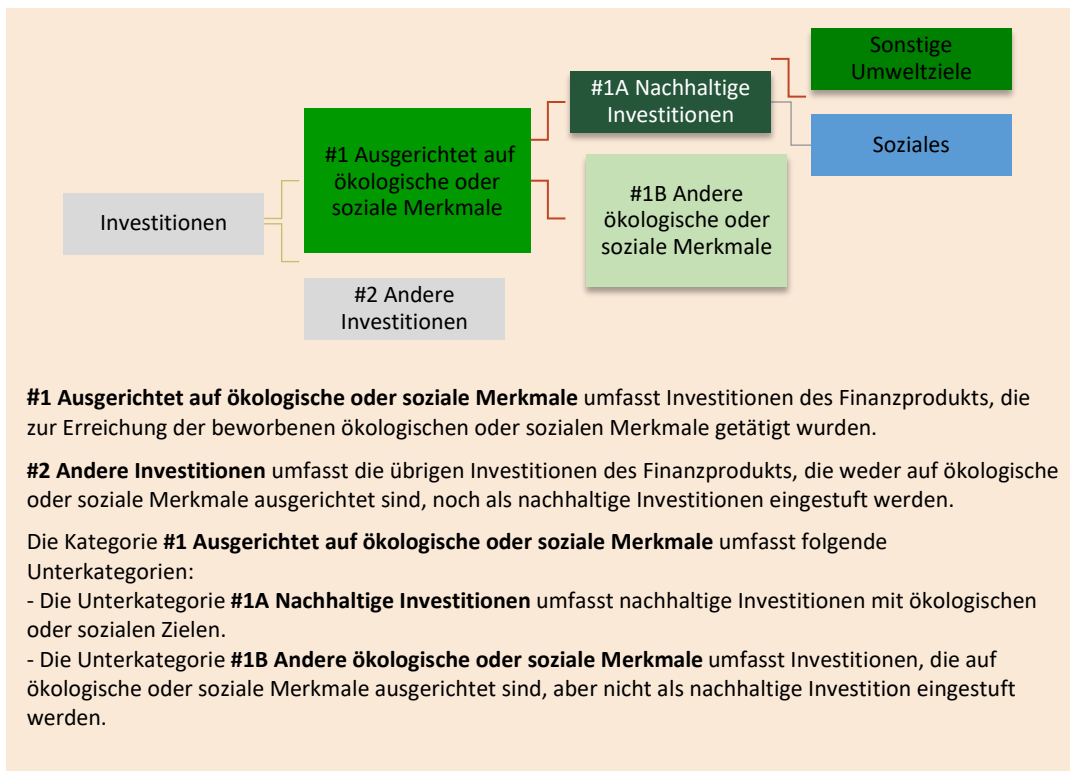 Investitionen
#1 Ausgerichtet auf
ökologische oder
soziale Merkmale
#2 Andere
Investitionen
#1A Nachhaltige
Investitionen
#1B Andere
ökologische oder
soziale Merkmale
Sonstige
Umweltziele
Soziales
#1 Ausgerichtet auf ökologische oder soziale Merkmale umfasst Investitionen des Finanzprodukts, die
zur Erreichung der beworbenen ökologischen oder sozialen Merkmale getätigt wurden.
#2 Andere Investitionen umfasst die übrigen Investitionen des Finanzprodukts, die weder auf ökologische
oder soziale Merkmale ausgerichtet sind, noch als nachhaltige Investitionen eingestuft werden.
Die Kategorie #1 Ausgerichtet auf ökologische oder soziale Merkmale umfasst folgende
Unterkategorien:
- Die Unterkategorie #1A Nachhaltige Investitionen umfasst nachhaltige Investitionen mit ökologischen
oder sozialen Zielen.
- Die Unterkategorie #1B Andere ökologische oder soziale Merkmale umfasst Investitionen, die auf
ökologische oder soziale Merkmale ausgerichtet sind, aber nicht als nachhaltige Investition eingestuft
werden.